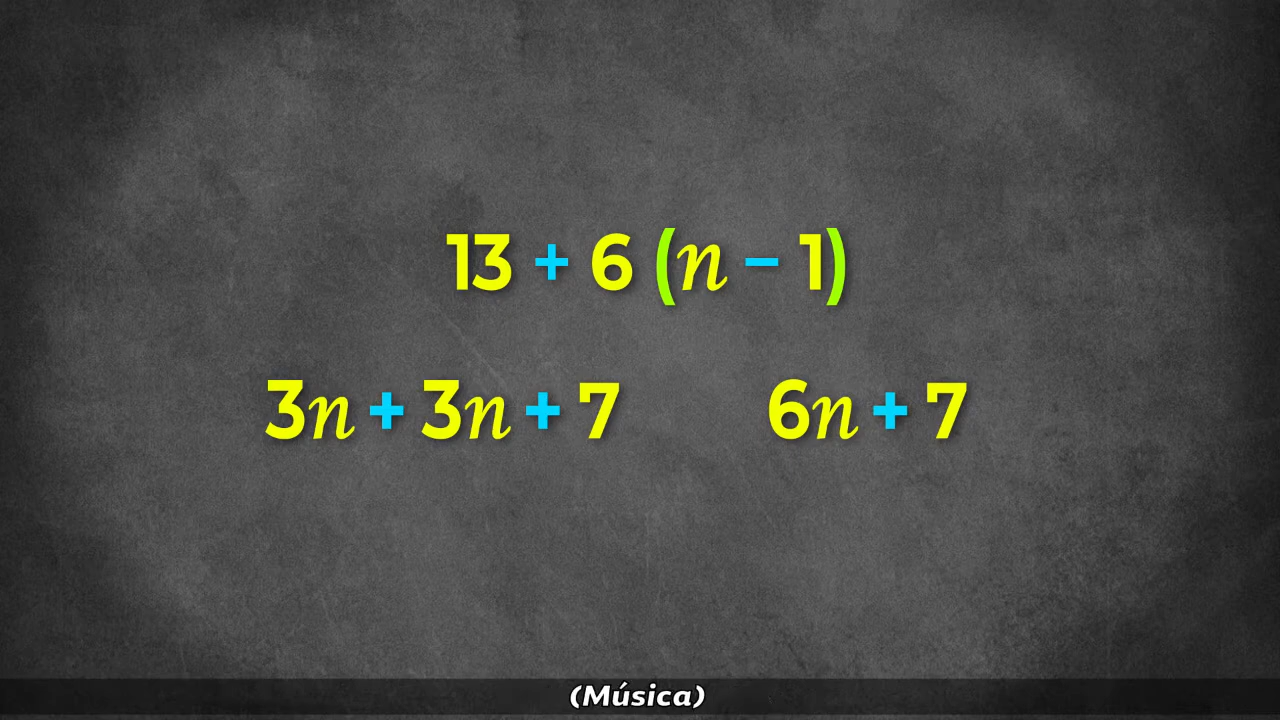 13 + 6 (n − 1)
3n + 3n + 7 6n + 7
(Música)